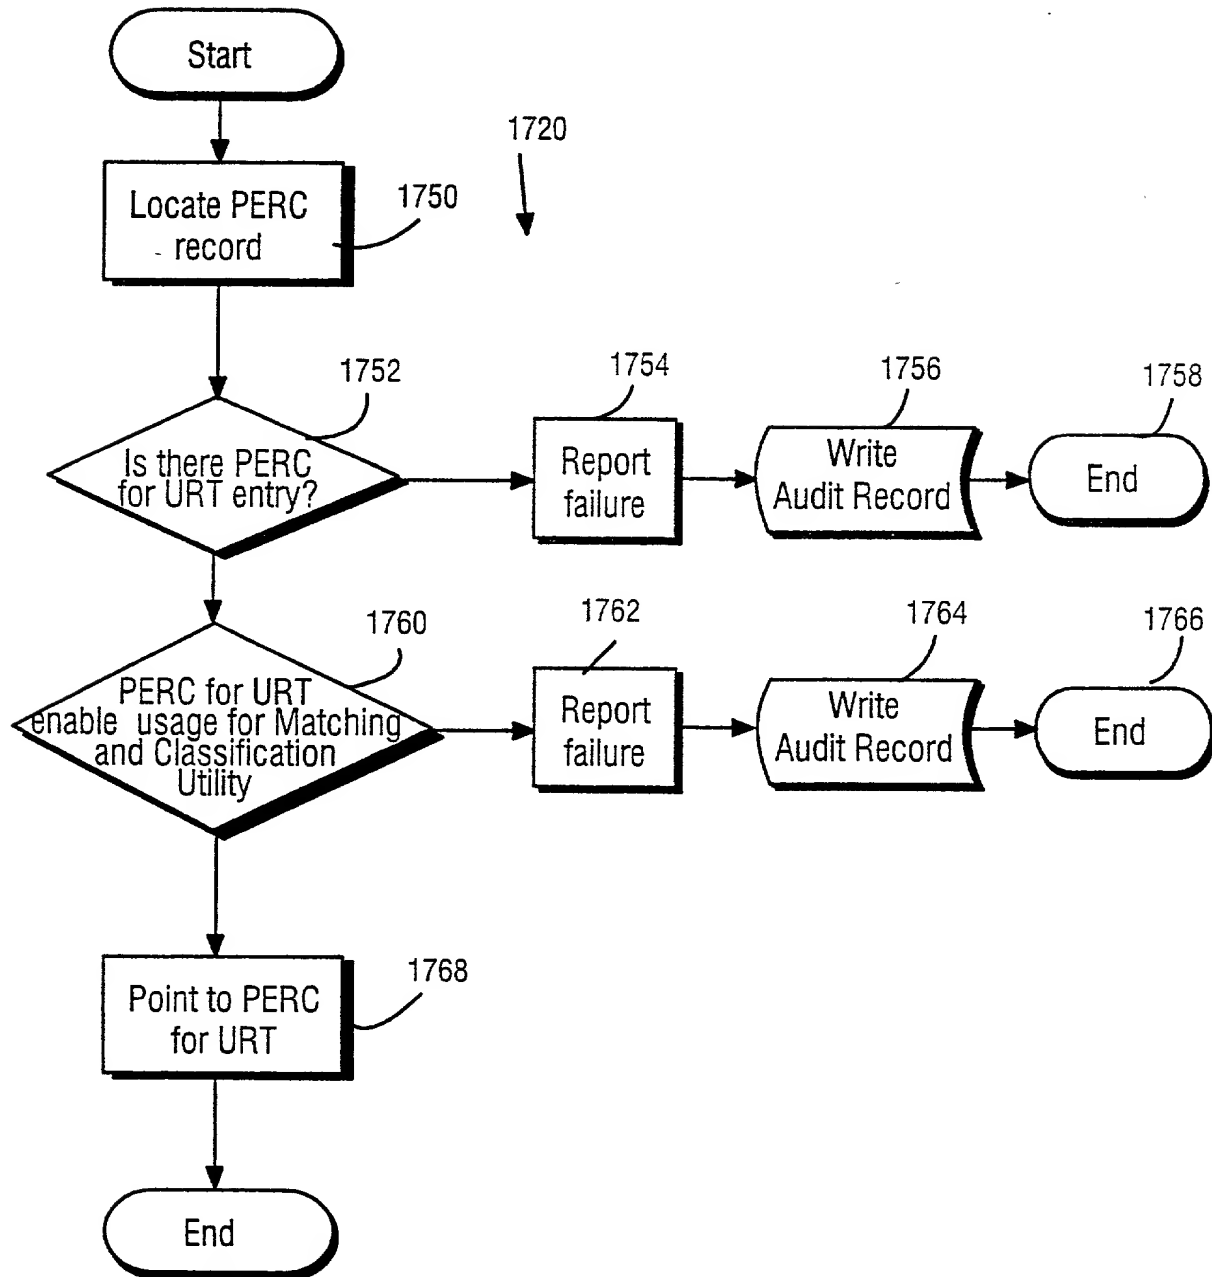 Start
1720
Locate PERC
record
1750
1752
Is there PERC
for URT entry?
1754
Report
failure
1756
Write
Audit Record
1758
End
1760
PERC for URT
enable usage for Matching
and Classification
Utility
1762
Report
failure
1764
Write
Audit Record
1766
End
1768
Point to PERC
for URT
End